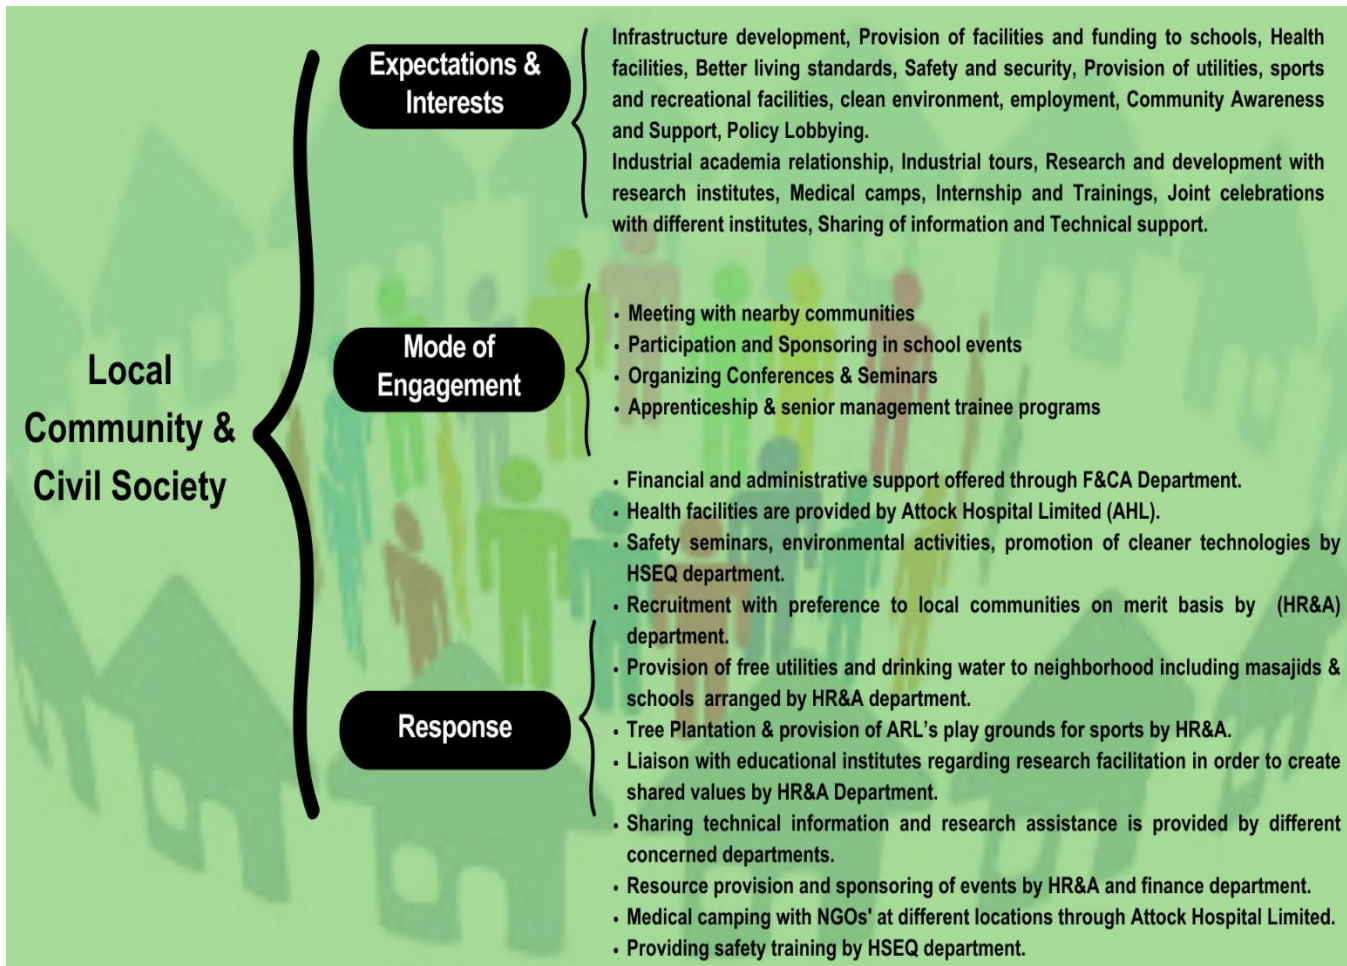 Local
Community &
Civil Society
Expectations &
Interests
Infrastructure development, Provision of facilities and funding to schools, Health
facilities, Better living standards, Safety and security, Provision of utilities, sports
and recreational facilities, clean environment, employment, Community Awareness
and Support, Policy Lobbying.
Industrial academia relationship, Industrial tours, Research and development with
research institutes, Medical camps, Internship and Trainings, Joint celebrations
with different institutes, Sharing of information and Technical support.
Mode of
Engagement
• Meeting with nearby communities
• Participation and Sponsoring in school events
• Organizing Conferences & Seminars
• Apprenticeship & senior management trainee programs
Response
• Financial and administrative support offered through F&CA Department.
• Health facilities are provided by Attock Hospital Limited (AHL).
• Safety seminars, environmental activities, promotion of cleaner technologies by
HSEQ department.
• Recruitment with preference to local communities on merit basis by (HR&A)
department.
• Provision of free utilities and drinking water to neighborhood including masajids &
schools arranged by HR&A department.
• Tree Plantation & provision of ARL's play grounds for sports by HR&A.
• Liaison with educational institutes regarding research facilitation in order to create
shared values by HR&A Department.
• Sharing technical information and research assistance is provided by different
concerned departments.
• Resource provision and sponsoring of events by HR&A and finance department.
• Medical camping with NGOs' at different locations through Attock Hospital Limited.
• Providing safety training by HSEQ department.